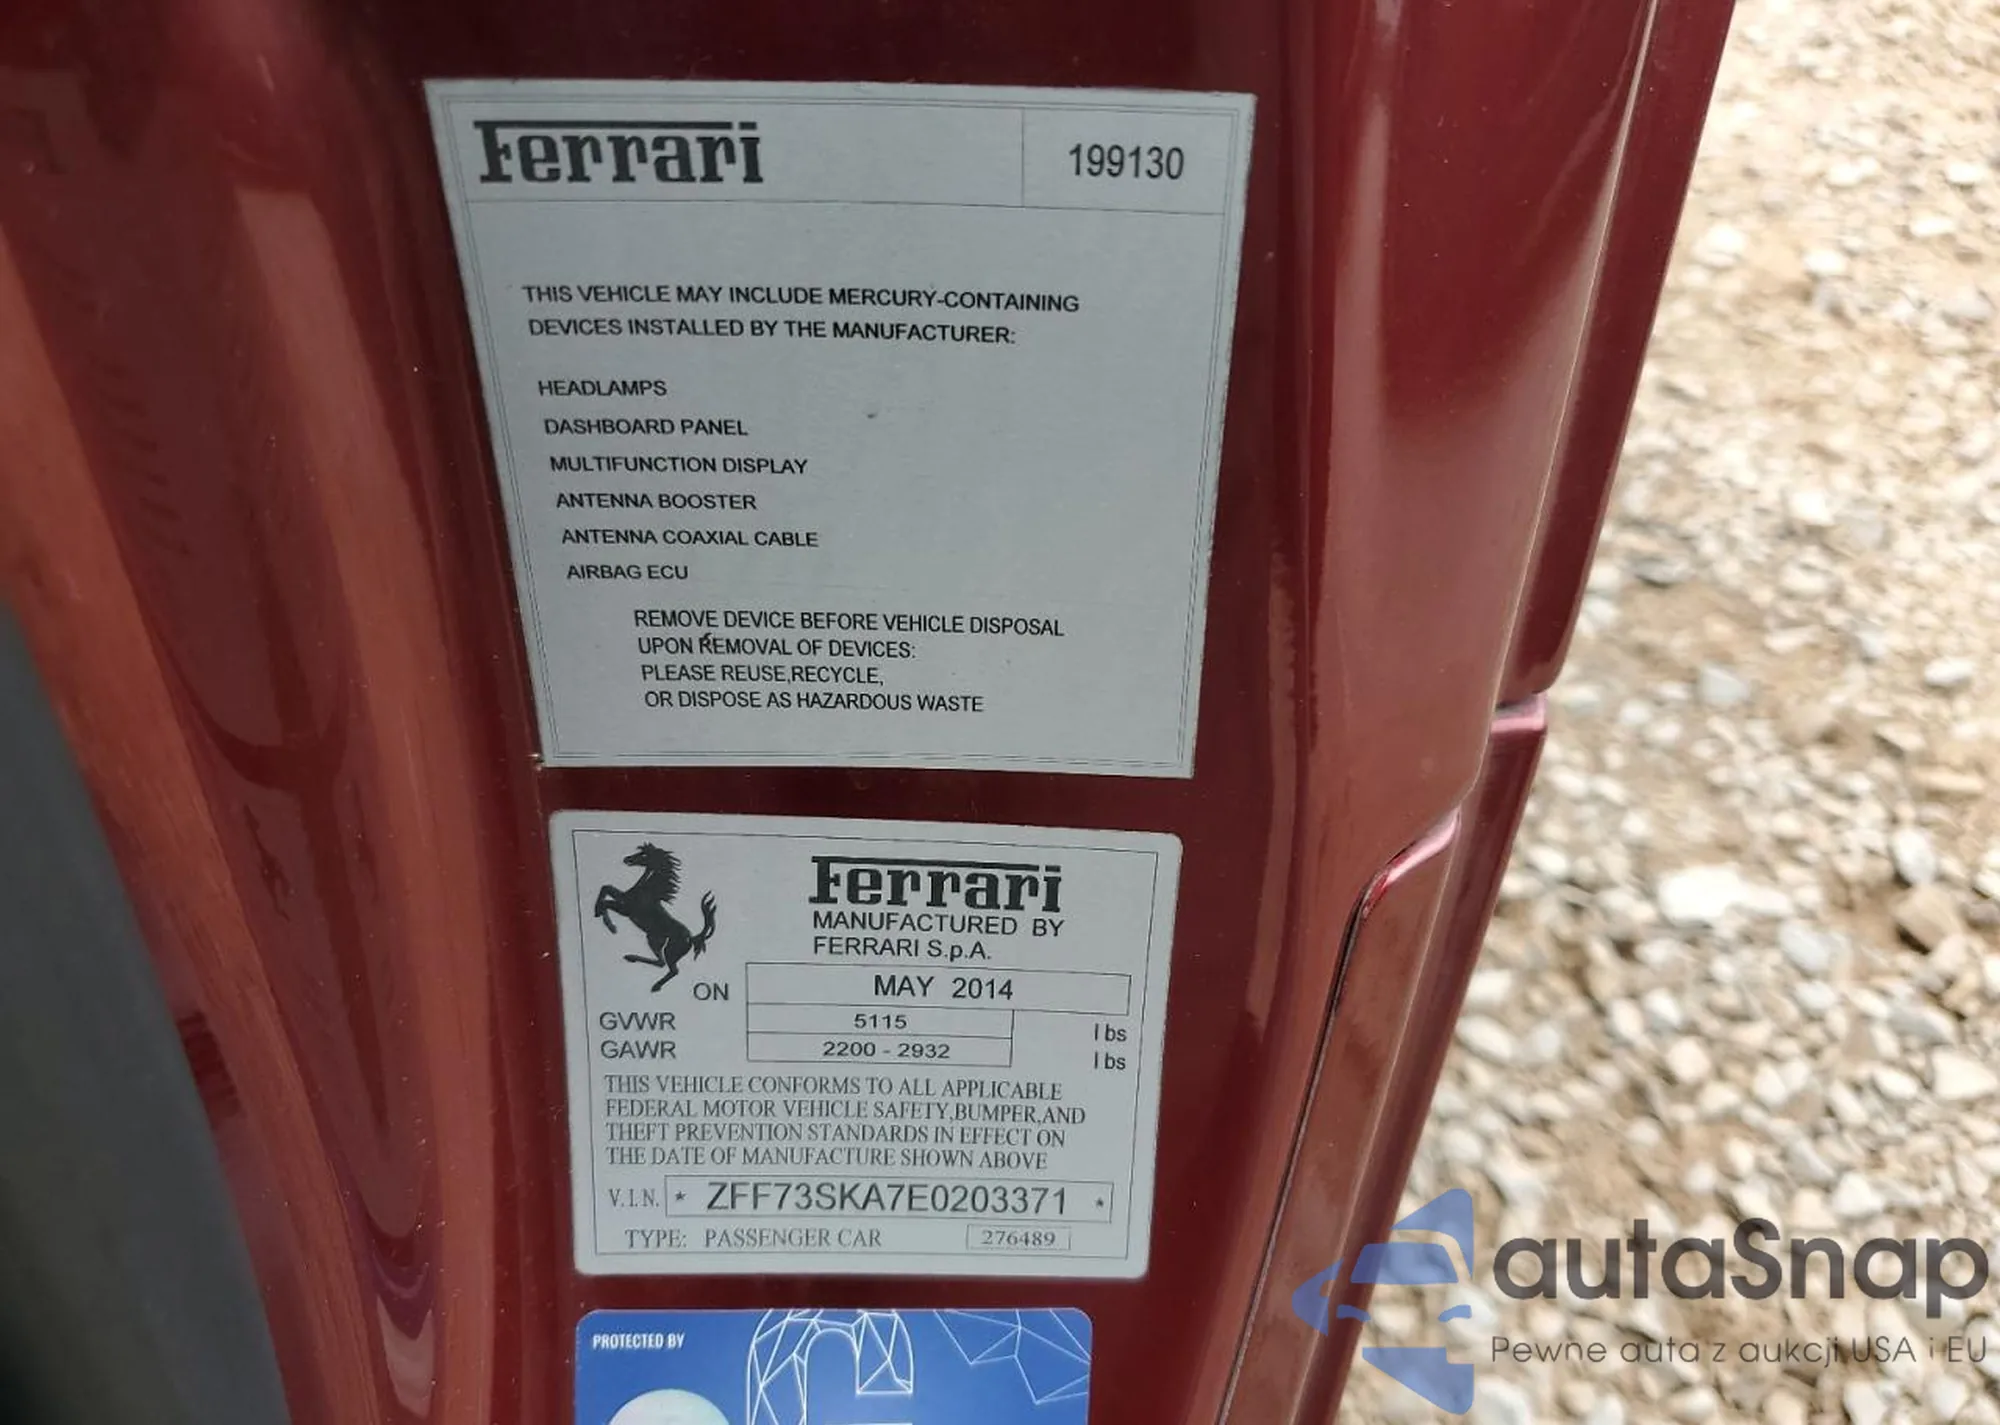 Ferrari
199130
THIS VEHICLE MAY INCLUDE MERCURY-CONTAINING
DEVICES INSTALLED BY THE MANUFACTURER:
HEADLAMPS
DASHBOARD PANEL
MULTIFUNCTION DISPLAY
ANTENNA BOOSTER
ANTENNA COAXIAL CABLE
AIRBAG ECU
REMOVE DEVICE BEFORE VEHICLE DISPOSAL
UPON REMOVAL OF DEVICES:
PLEASE REUSE,RECYCLE,
OR DISPOSE AS HAZARDOUS WASTE
Ferrari
MANUFACTURED BY
FERRARI S.p.A.
ON MAY 2014
GVWR 5115 lbs
GAWR 2200 - 2932 lbs
THIS VEHICLE CONFORMS TO ALL APPLICABLE
FEDERAL MOTOR VEHICLE SAFETY,BUMPER,AND
THEFT PREVENTION STANDARDS IN EFFECT ON
THE DATE OF MANUFACTURE SHOWN ABOVE
V.I.N. * ZFF73SKA7E0203371 *
TYPE: PASSENGER CAR 276489
PROTECTED BY
autaSnap
Pewne auta z aukcji USA i EU